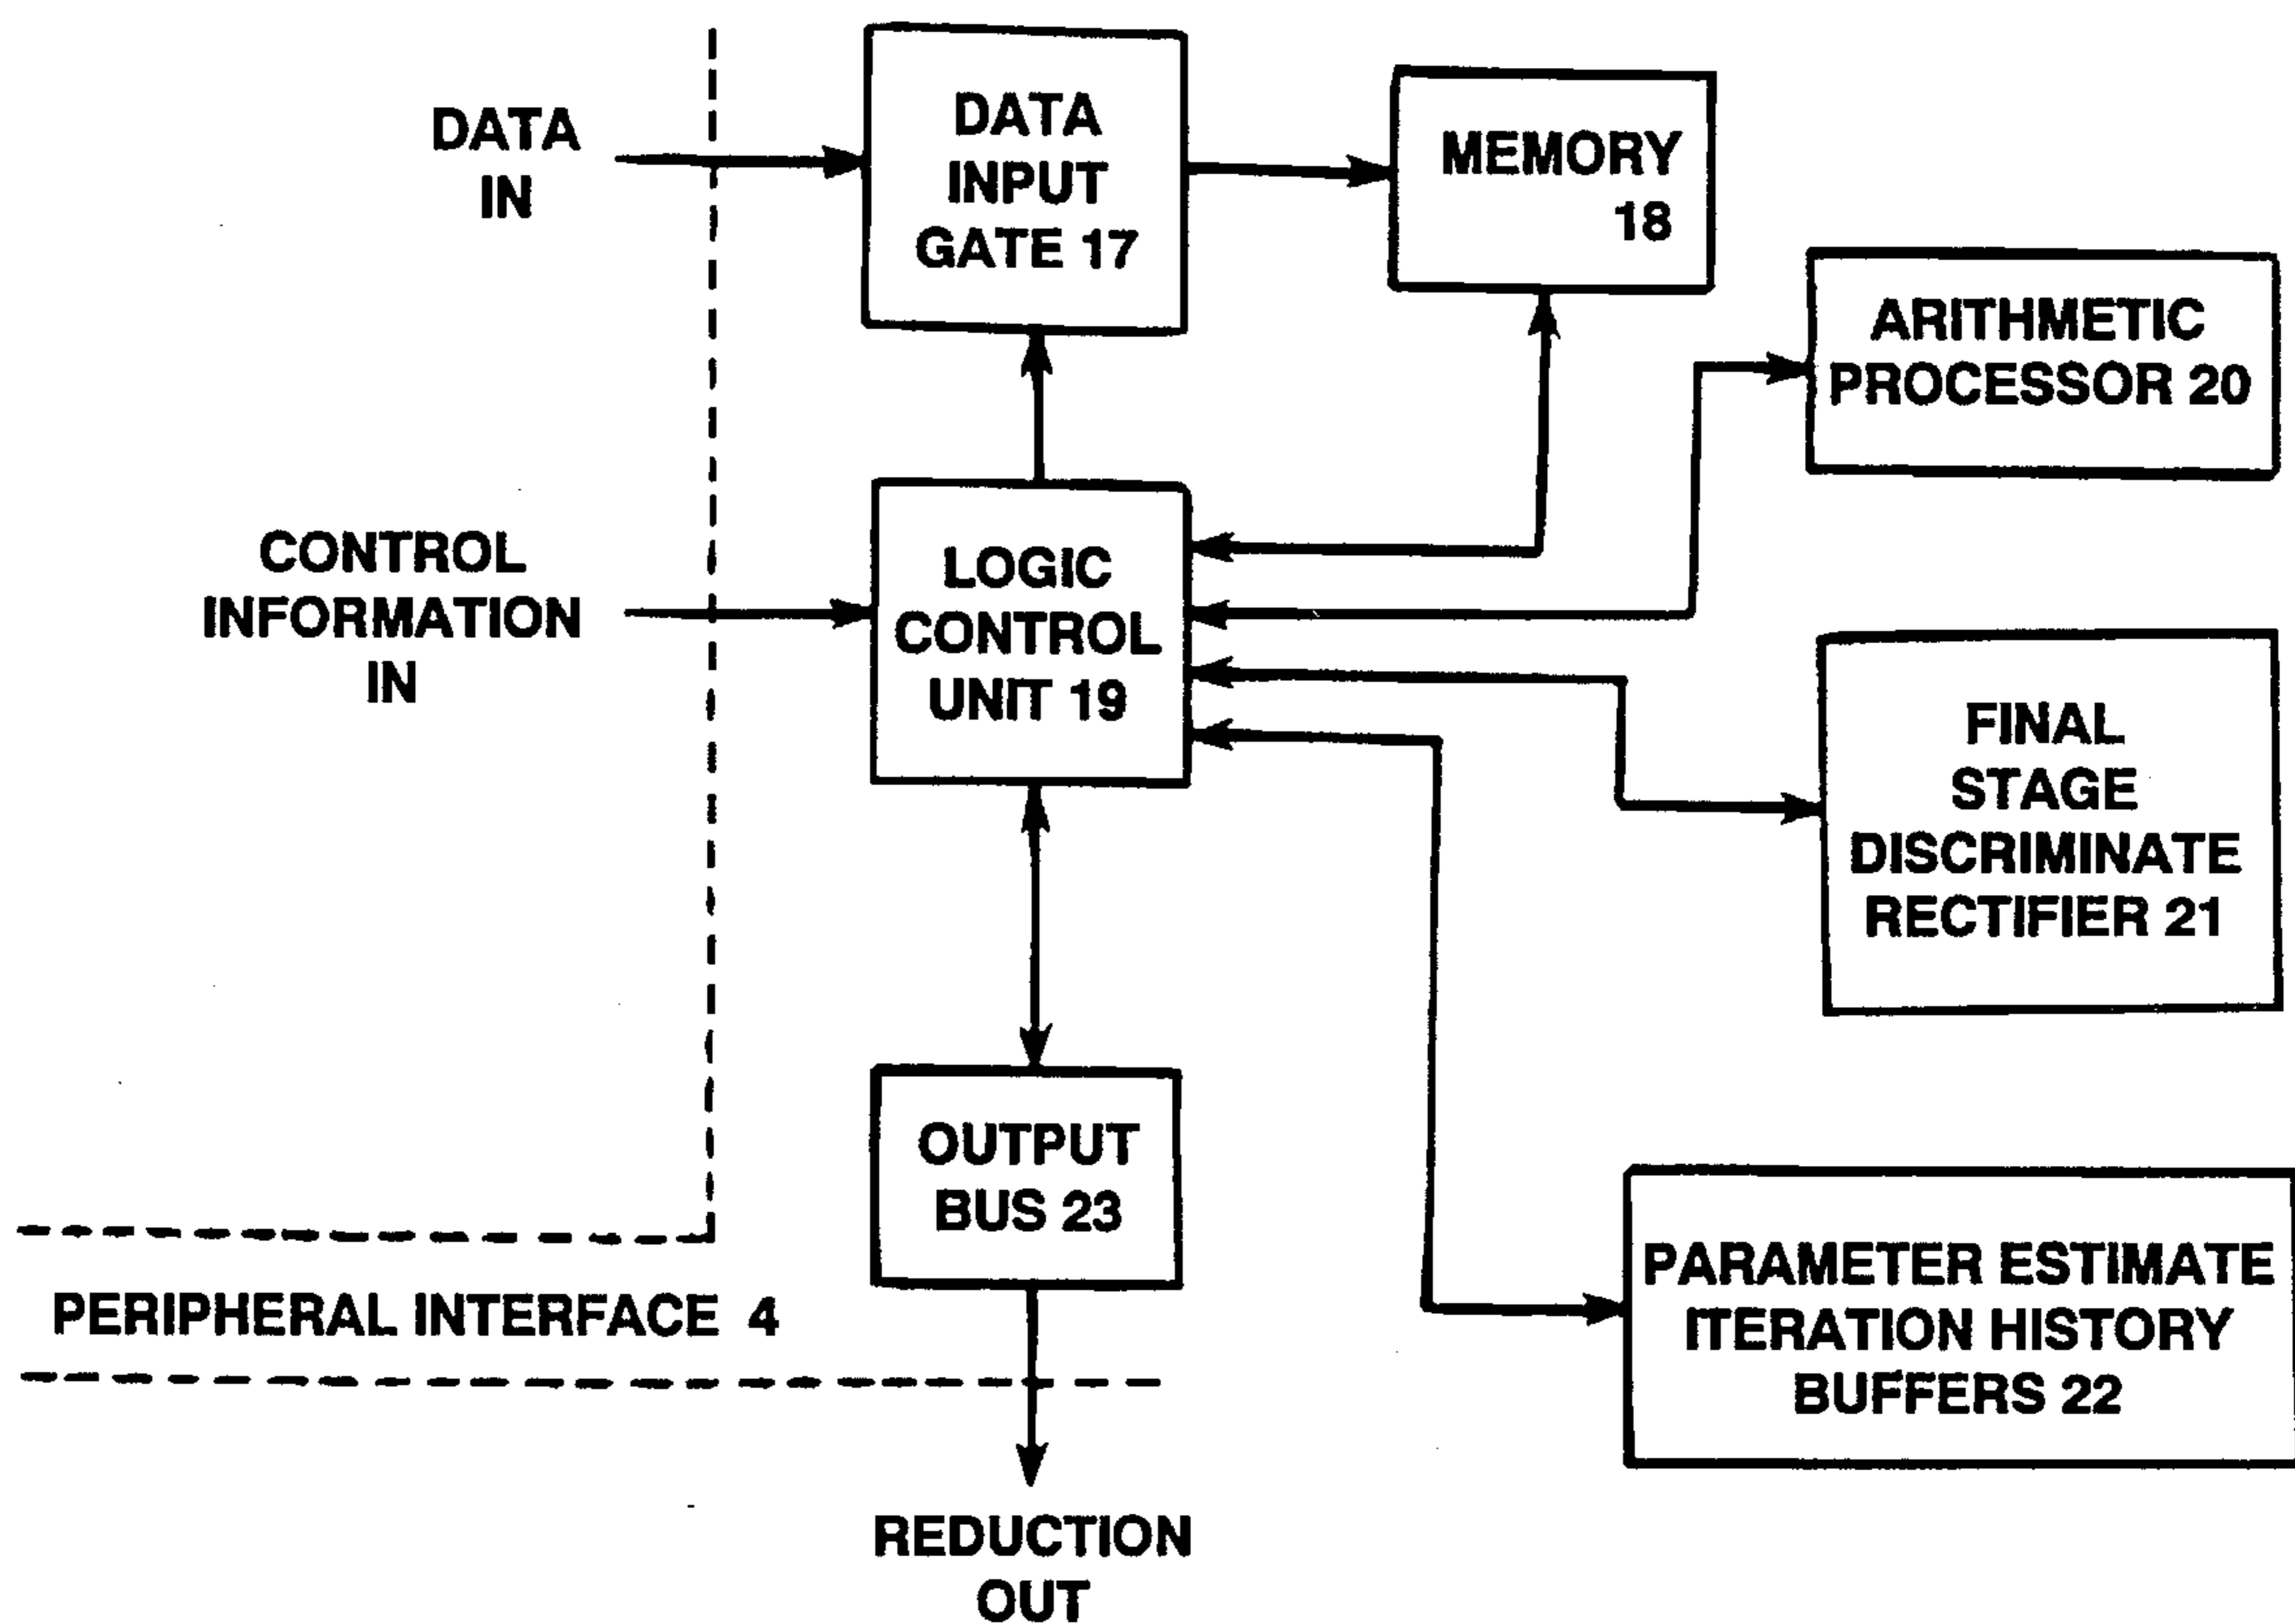 DATA
IN
DATA
INPUT
GATE 17
MEMORY
18
ARITHMETIC
PROCESSOR 20
CONTROL
INFORMATION
IN
LOGIC
CONTROL
UNIT 19
FINAL
STAGE
DISCRIMINATE
RECTIFIER 21
OUTPUT
BUS 23
PERIPHERAL INTERFACE 4
PARAMETER ESTIMATE
ITERATION HISTORY
BUFFERS 22
REDUCTION
OUT